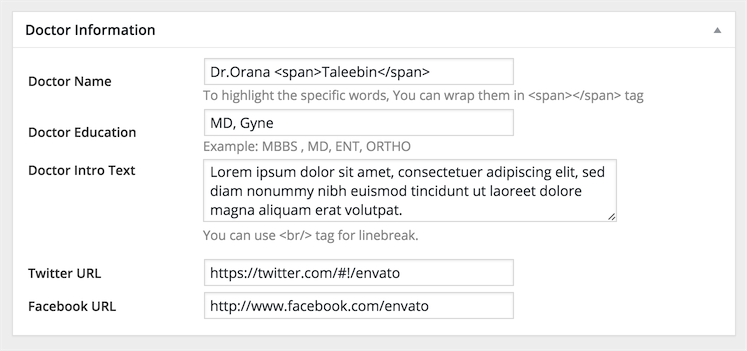 Doctor Information
Doctor Name
Dr.Orana <span>Taleebin</span>
To highlight the specific words, You can wrap them in <span></span> tag
Doctor Education
MD, Gyne
Example: MBBS , MD, ENT, ORTHO
Doctor Intro Text
Lorem ipsum dolor sit amet, consectetuer adipiscing elit, sed
diam nonummy nibh euismod tincidunt ut laoreet dolore
magna aliquam erat volutpat.
You can use <br/> tag for linebreak.
Twitter URL
https://twitter.com/#!/envato
Facebook URL
http://www.facebook.com/envato